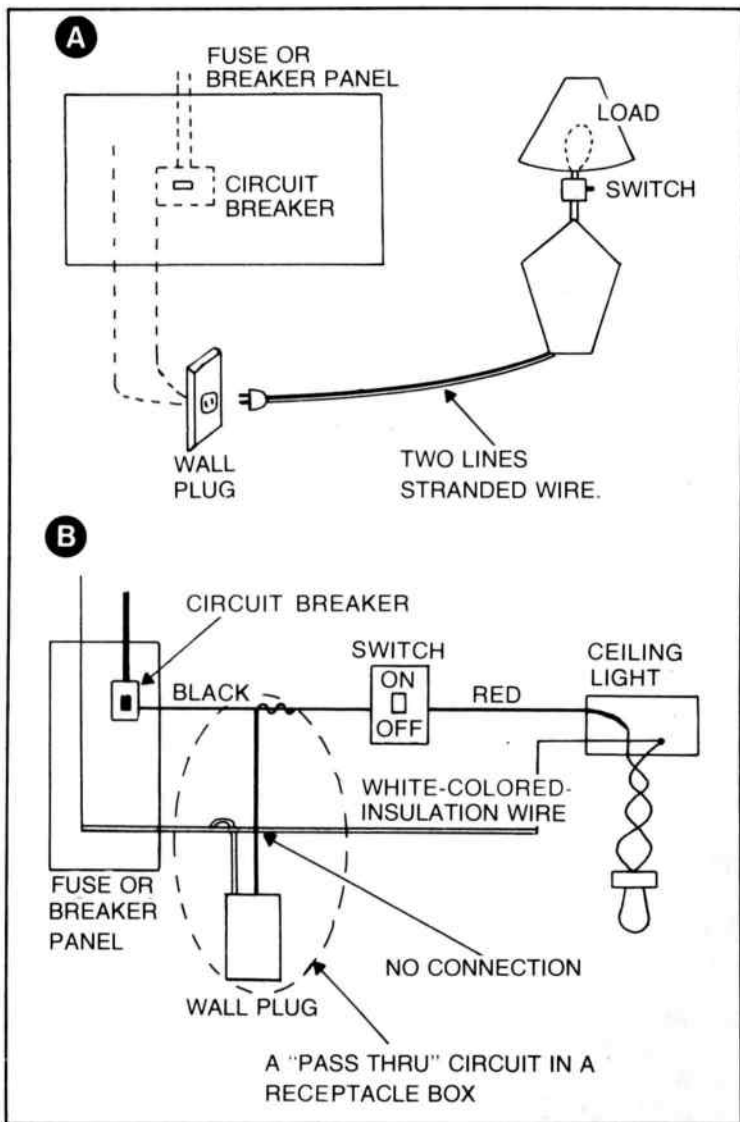 A
FUSE OR
BREAKER PANEL
LOAD
CIRCUIT
BREAKER
SWITCH
WALL
PLUG
TWO LINES
STRANDED WIRE.
B
CIRCUIT BREAKER
SWITCH
ON
OFF
CEILING
LIGHT
BLACK
RED
WHITE-COLORED-
INSULATION WIRE
FUSE OR
BREAKER
PANEL
NO CONNECTION
WALL PLUG
A "PASS THRU" CIRCUIT IN A
RECEPTACLE BOX